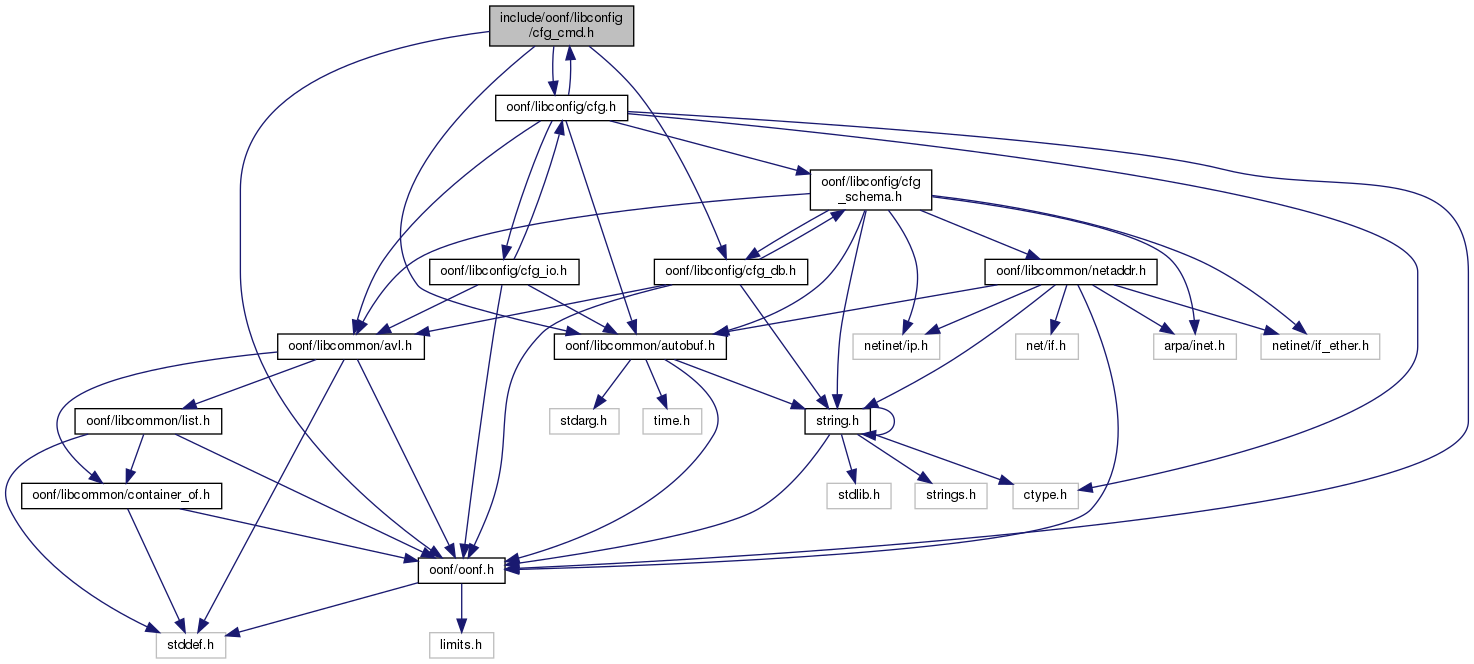 include/oonf/libconfig
/cfg_cmd.h
oonf/libconfig/cfg.h
oonf/libconfig/cfg
_schema.h
oonf/libconfig/cfg_io.h
oonf/libconfig/cfg_db.h
oonf/libcommon/netaddr.h
oonf/libcommon/avl.h
oonf/libcommon/autobuf.h
netinet/ip.h
net/if.h
arpa/inet.h
netinet/if_ether.h
oonf/libcommon/list.h
stdarg.h
time.h
string.h
oonf/libcommon/container_of.h
stdlib.h
strings.h
ctype.h
oonf/oonf.h
stddef.h
limits.h